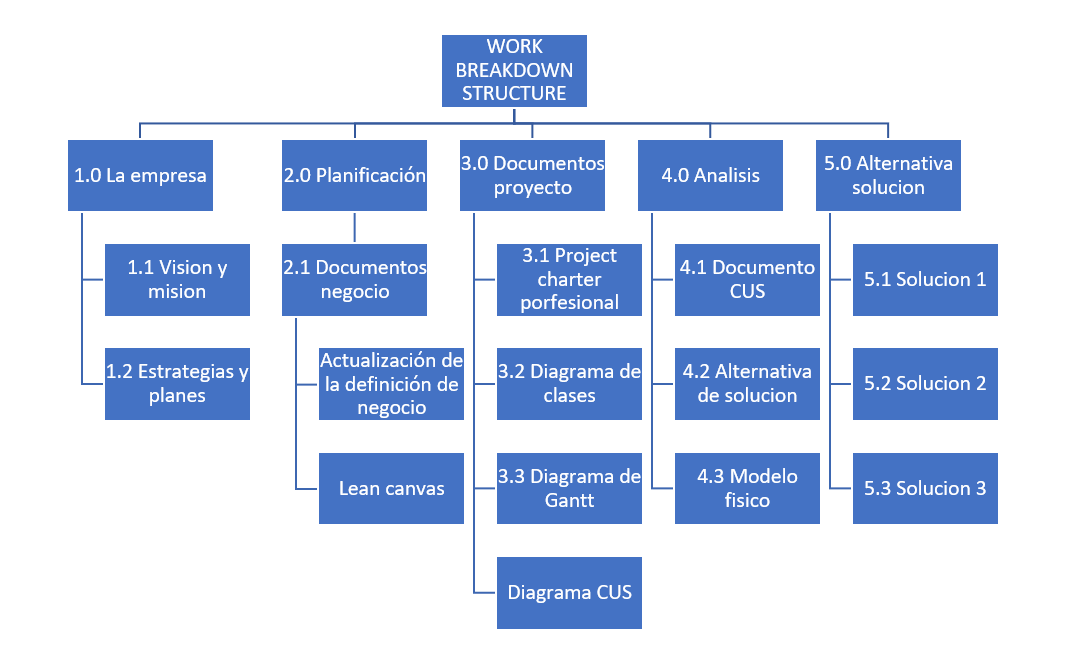 WORK
BREAKDOWN
STRUCTURE
1.0 La empresa
2.0 Planificación
3.0 Documentos
proyecto
4.0 Analisis
5.0 Alternativa
solucion
1.1 Vision y
mision
2.1 Documentos
negocio
3.1 Project
charter
porfesional
4.1 Documento
CUS
5.1 Solucion 1
1.2 Estrategias y
planes
Actualización de
la definición de
negocio
3.2 Diagrama de
clases
4.2 Alternativa
de solucion
5.2 Solucion 2
Lean canvas
3.3 Diagrama de
Gantt
4.3 Modelo
fisico
5.3 Solucion 3
Diagrama CUS